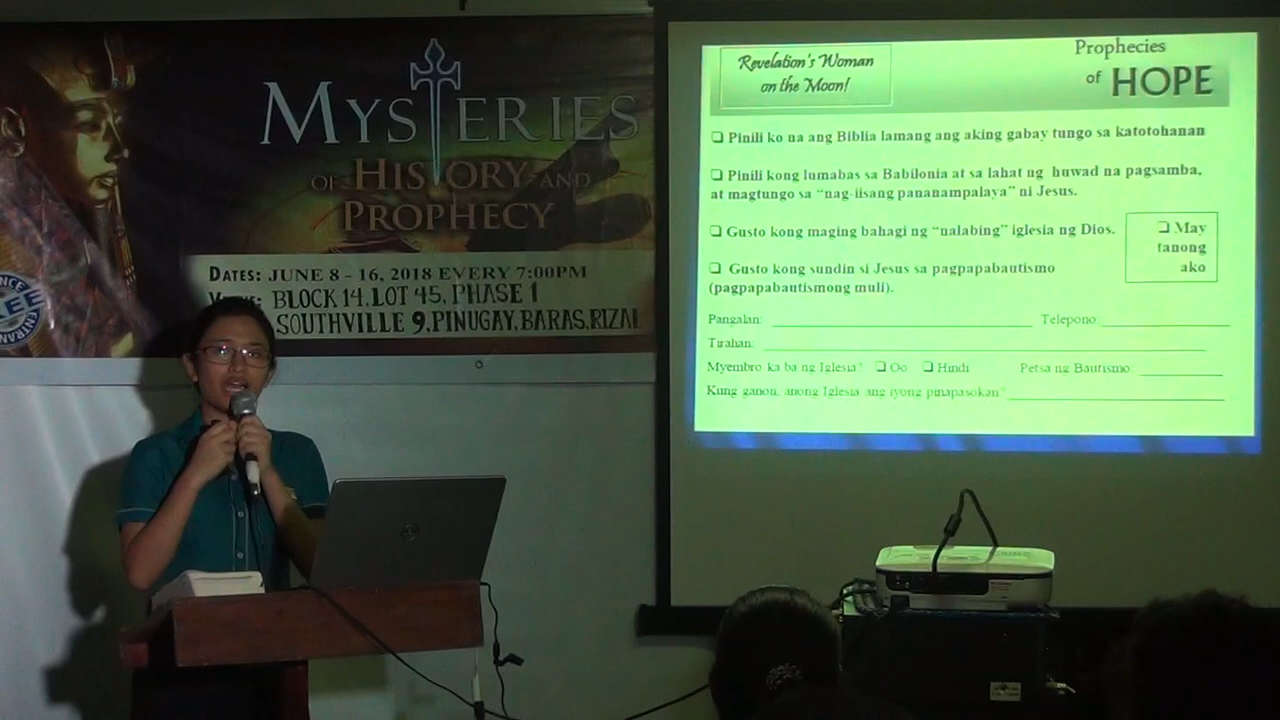 MYSTERIES
OF HISTORY AND
PROPHECY
DATES: JUNE 8 - 16, 2018 EVERY 7:00PM
BLOCK 14, LOT 45, PHASE 1
SOUTHVILLE 9, PINUGAY, BARAS, RIZAL
Revelation's Woman
on the Moon!
Prophecies
of HOPE
❑ Pinili ko na ang Biblia lamang ang aking gabay tungo sa katotohanan
❑ Pinili kong lumabas sa Babilonia at sa lahat ng huwad na pagsamba,
at magtungo sa “nag-iisang pananampalaya” ni Jesus.
❑ Gusto kong maging bahagi ng “nalabing” iglesia ng Dios.
❑ May
tanong
ako
❑ Gusto kong sundin si Jesus sa pagpapabautismo
(pagpapabautismong muli).
Pangalan: Telepono:
Tirahan:
Myembro ka ba ng Iglesia? ❑ Oo ❑ Hindi Petsa ng Bautismo
Kung ganon, anong Iglesia ang iyong pinapasokan?